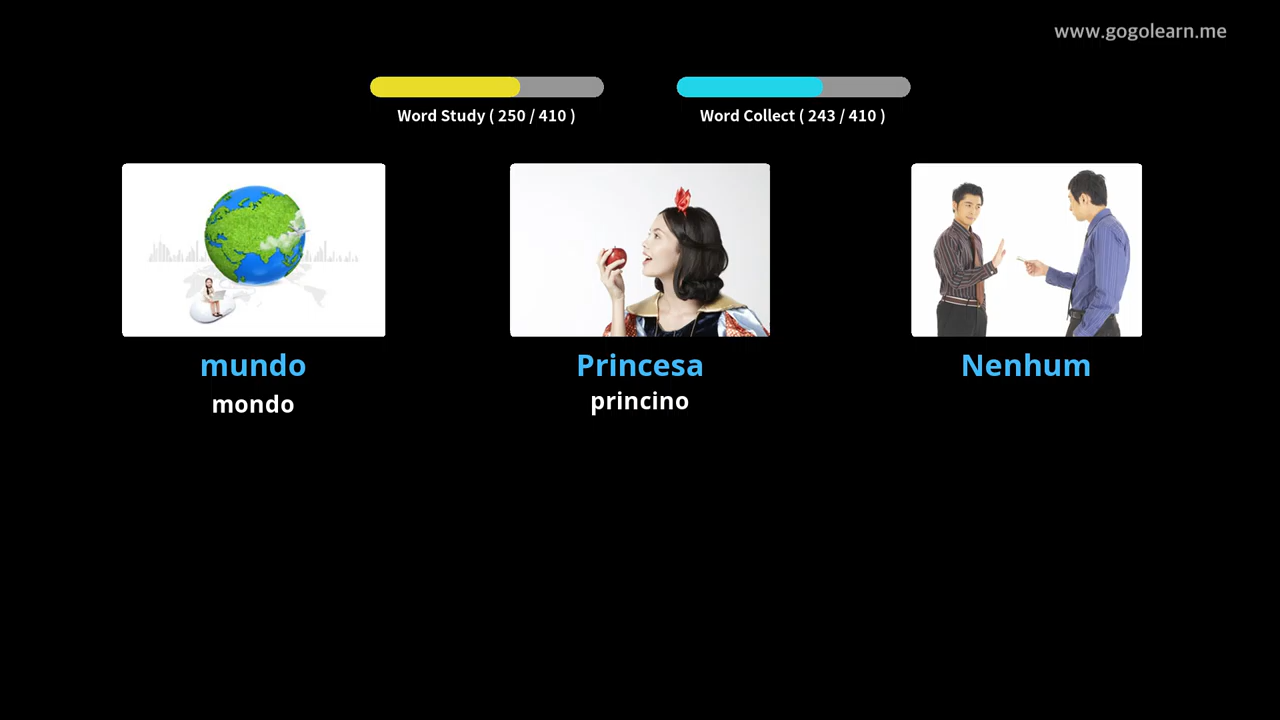 www.gogolearn.me
Word Study ( 250 / 410 )
Word Collect ( 243 / 410 )
mundo
Princesa
Nenhum
mondo
princino